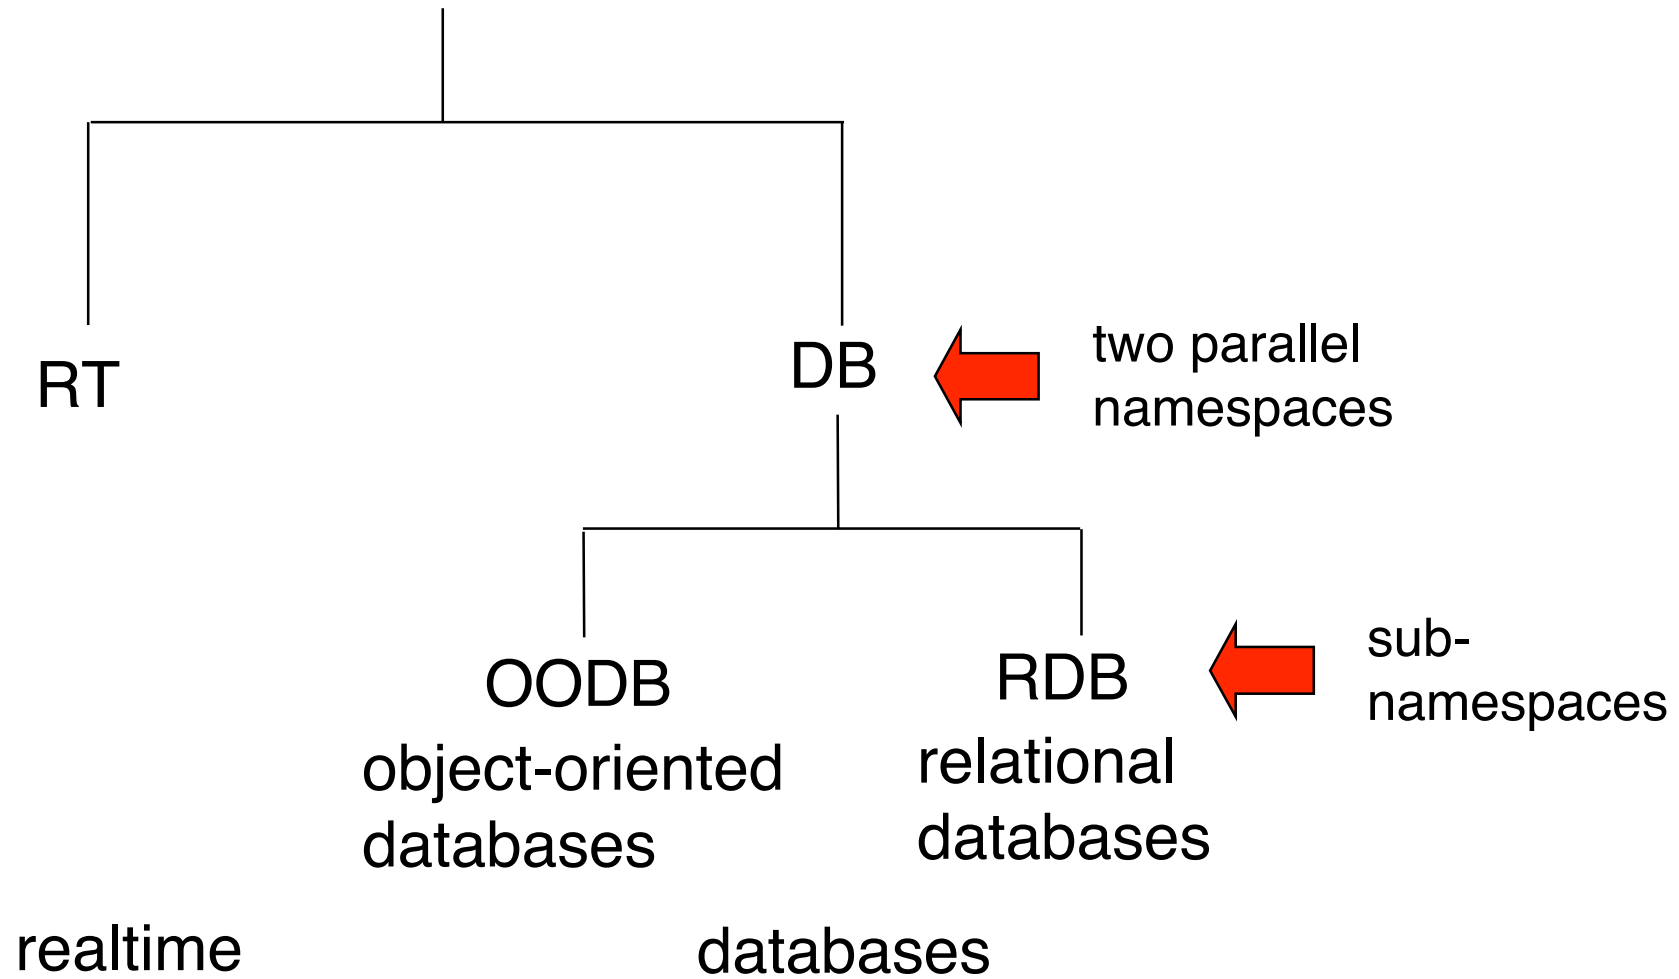 RT
DB
two parallel
namespaces
OODB
object-oriented
databases
RDB
relational
databases
sub-
namespaces
realtime
databases